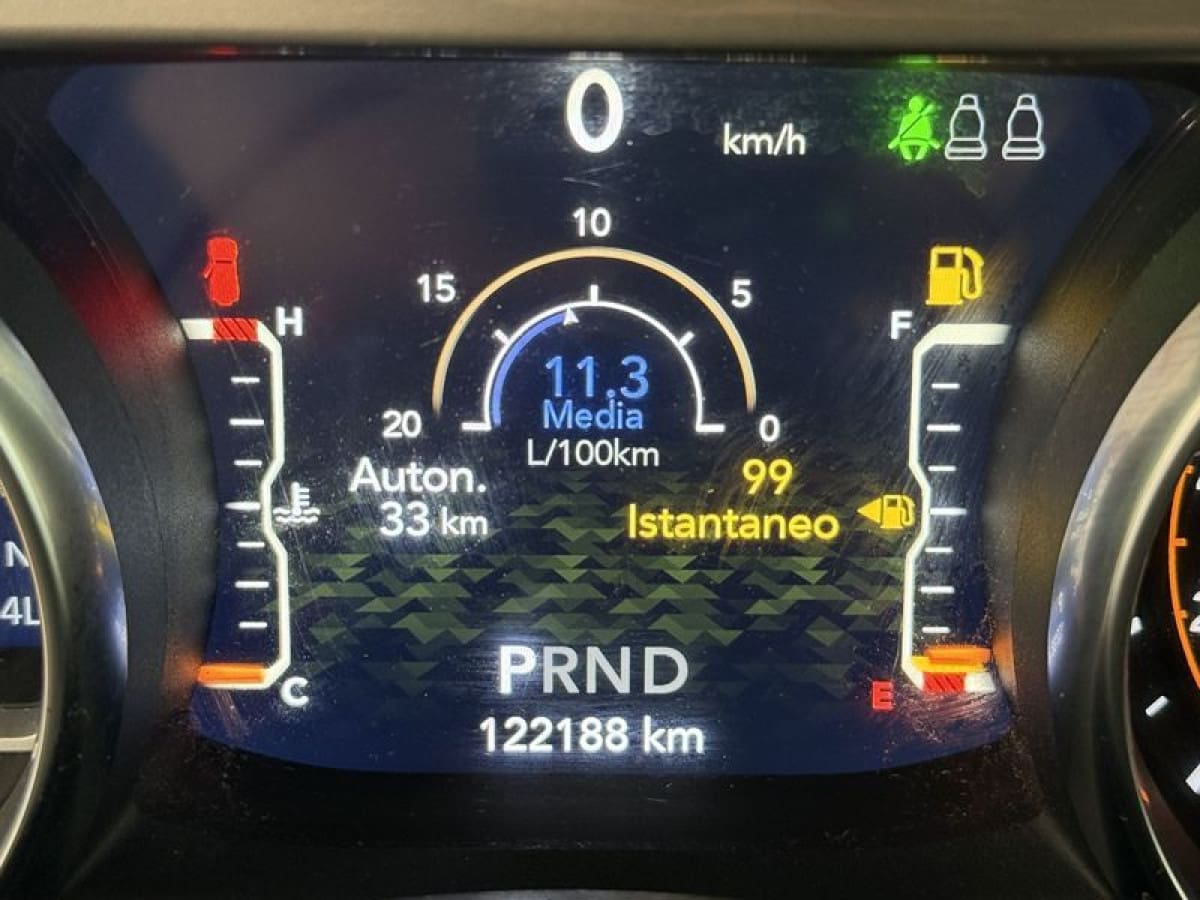 0
km/h
10
15
5
H
F
11.3
Media
20
0
L/100km
Auton.
99
33 km
Istantaneo
N
4L
PRND
C
E
122188 km